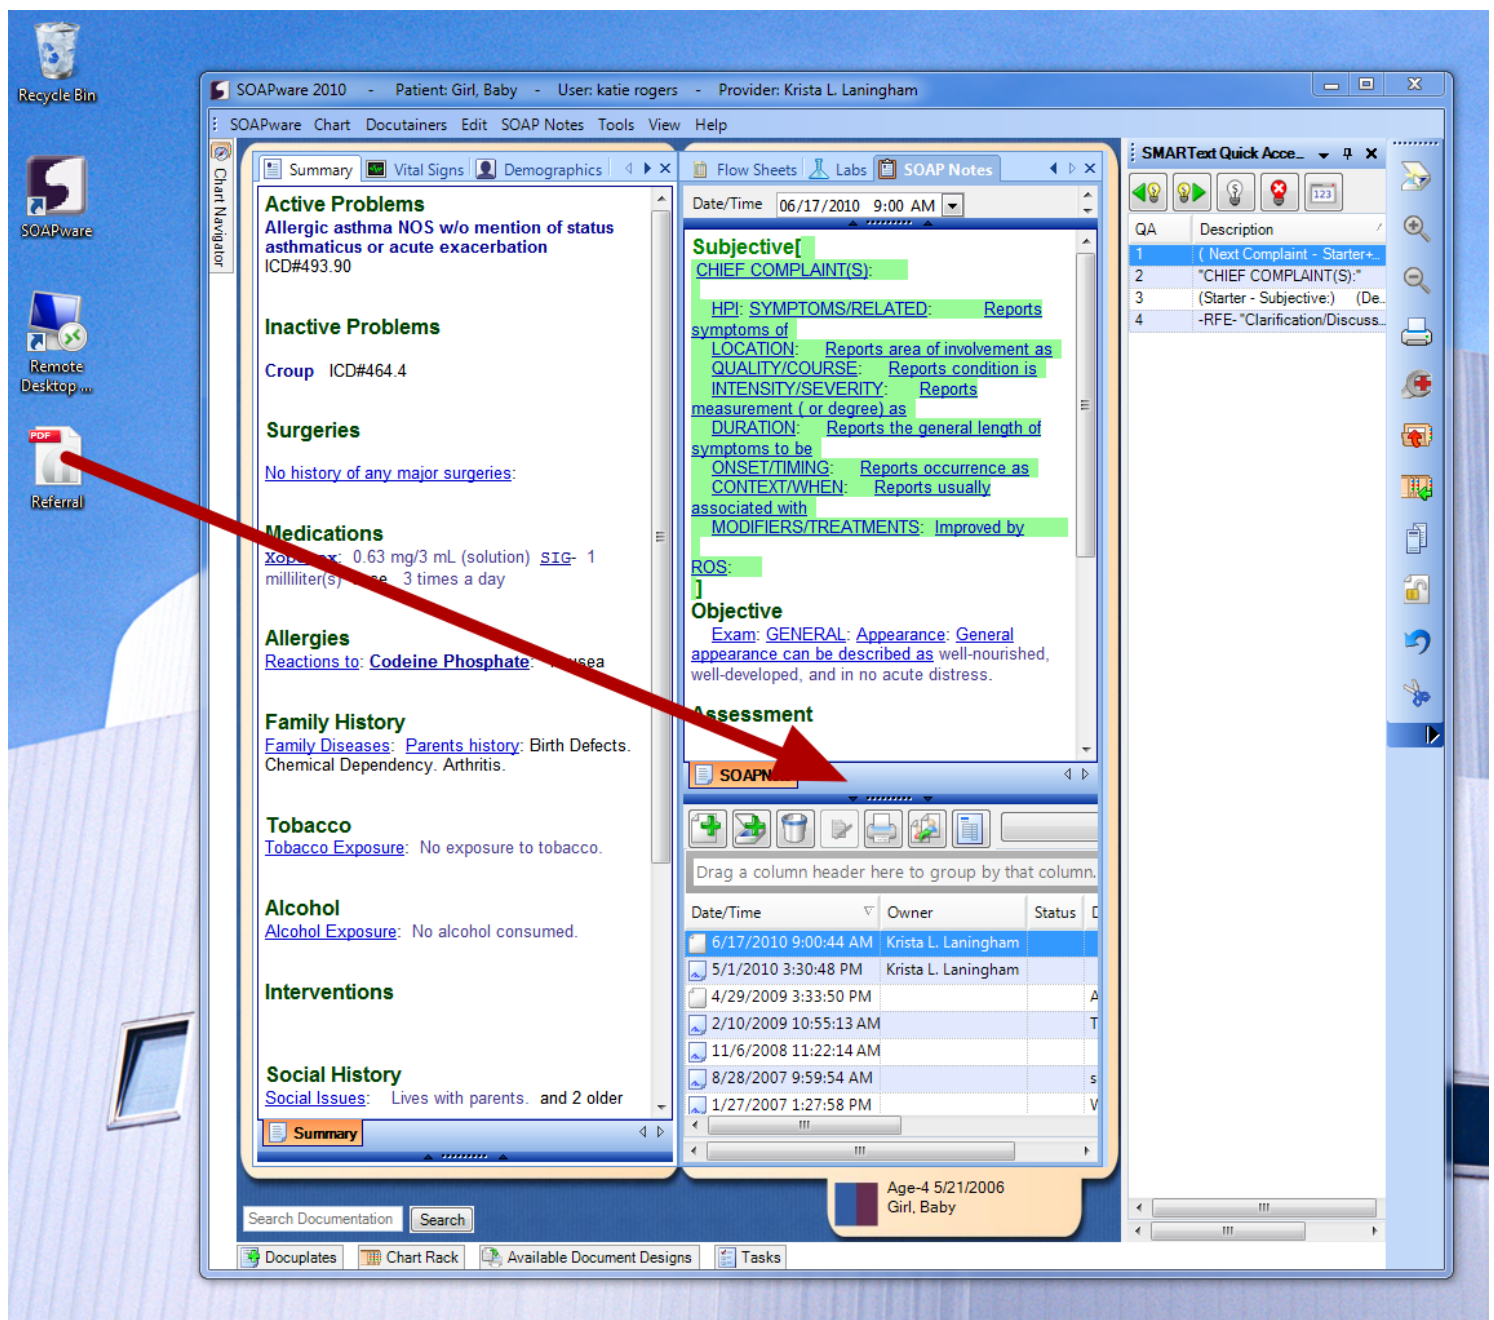 Recycle Bin
SOAPware
Remote
Desktop ...
PDF
Referral
SOAPware 2010 - Patient: Girl, Baby - User: katie rogers - Provider: Krista L. Laningham
SOAPware Chart Docutainers Edit SOAP Notes Tools View Help
Chart Navigator
Summary Vital Signs Demographics
Active Problems
Allergic asthma NOS w/o mention of status
asthmaticus or acute exacerbation
ICD#493.90
Inactive Problems
Croup ICD#464.4
Surgeries
No history of any major surgeries:
Medications
0.63 mg/3 mL (solution) SIG- 1
milliliter(s) 3 times a day
Allergies
Reactions to: Codeine Phosphate:
Family History
Family Diseases: Parents history: Birth Defects.
Chemical Dependency. Arthritis.
Tobacco
Tobacco Exposure: No exposure to tobacco.
Alcohol
Alcohol Exposure: No alcohol consumed.
Interventions
Social History
Social Issues: Lives with parents. and 2 older
Summary
Flow Sheets Labs SOAP Notes
Date/Time 06/17/2010 9:00 AM
Subjective[
CHIEF COMPLAINT(S):
HPI: SYMPTOMS/RELATED: Reports
symptoms of
LOCATION: Reports area of involvement as
QUALITY/COURSE: Reports condition is
INTENSITY/SEVERITY: Reports
measurement ( or degree) as
DURATION: Reports the general length of
symptoms to be
ONSET/TIMING: Reports occurrence as
CONTEXT/WHEN: Reports usually
associated with
MODIFIERS/TREATMENTS: Improved by
ROS:
]
Objective
Exam: GENERAL: Appearance: General
appearance can be described as well-nourished,
well-developed, and in no acute distress.
Assessment
Drag a column header here to group by that column.
Date/Time Owner Status D
6/17/2010 9:00:44 AM Krista L. Laningham
5/1/2010 3:30:48 PM Krista L. Laningham
4/29/2009 3:33:50 PM A
2/10/2009 10:55:13 AM T
11/6/2008 11:22:14 AM
8/28/2007 9:59:54 AM s
1/27/2007 1:27:58 PM
Age-4 5/21/2006
Girl, Baby
SMARText Quick Acce...
123
QA Description
1 ( Next Complaint - Starter+...
2 "CHIEF COMPLAINT(S):"
3 (Starter - Subjective:) (De...
4 -RFE- "Clarification/Discuss...
Search Documentation Search
Docuplates Chart Rack Available Document Designs Tasks